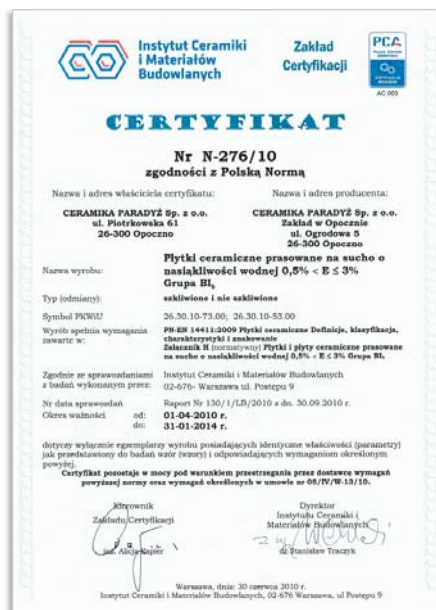 Instytut Ceramiki
i Materiałów
Budowlanych
Zakład
Certyfikacji
PCA
AC 003
CERTYFIKAT
Nr N-276/10
zgodności z Polską Normą
Nazwa i adres właściciela certyfikatu:
CERAMIKA PARADYŻ Sp. z o.o.
ul. Piotrkowska 61
26-300 Opoczno
Nazwa i adres producenta:
CERAMIKA PARADYŻ Sp. z o.o.
Zakład w Opocznie
ul. Ogrodowa 5
26-300 Opoczno
Nazwa wyrobu: Płytki ceramiczne prasowane na sucho o
nasiąkliwości wodnej 0,5% < E ≤ 3%
Grupa BIb
Typ (odmiany): szkliwione i nie szkliwione
Symbol PKWiU 26.30.10-73.00; 26.30.10-53.00
Wyrób spełnia wymagania zawarte w: PN-EN 14411:2009 Płytki ceramiczne Definicje, klasyfikacja,
charakterystyki i znakowanie
Załacznik H (normatywny) Płytki i płyty ceramiczne prasowane
na sucho o nasiąkliwości wodnej 0,5% < E ≤ 3% Grupa BIb
Zgodnie ze sprawozdaniami Instytut Ceramiki i Materiałów Budowlanych
z badań wykonanym przez: 02-676- Warszawa ul. Postępu 9
Nr data sprawozdań Raport Nr 130/1/LB/2010 z dn. 30.09.2010 r.
Okres ważności od: 01-04-2010 r.
do: 31-01-2014 r.
dotyczy wyłącznie egzemplarzy wyrobu posiadających identyczne właściwości (parametry)
jak przedstawiony do badań wzór (wzory) i odpowiadających wymaganiom określonym
powyżej.
Certyfikat pozostaje w mocy pod warunkiem przestrzegania przez dostawcę wymagań
powyższej normy oraz wymagań określonych w umowie nr 05/IV/W-13/10.
Kierownik
Zakładu Certyfikacji
inż. Alicja Rapier
Dyrektor
Instytutu Ceramiki i
Materiałów Budowlanych
dr Stanisław Traczyk
Warszawa, dnia: 30 czerwca 2010 r.
Instytut Ceramiki i Materiałów Budowlanych, 02-676 Warszawa, ul Postępu 9